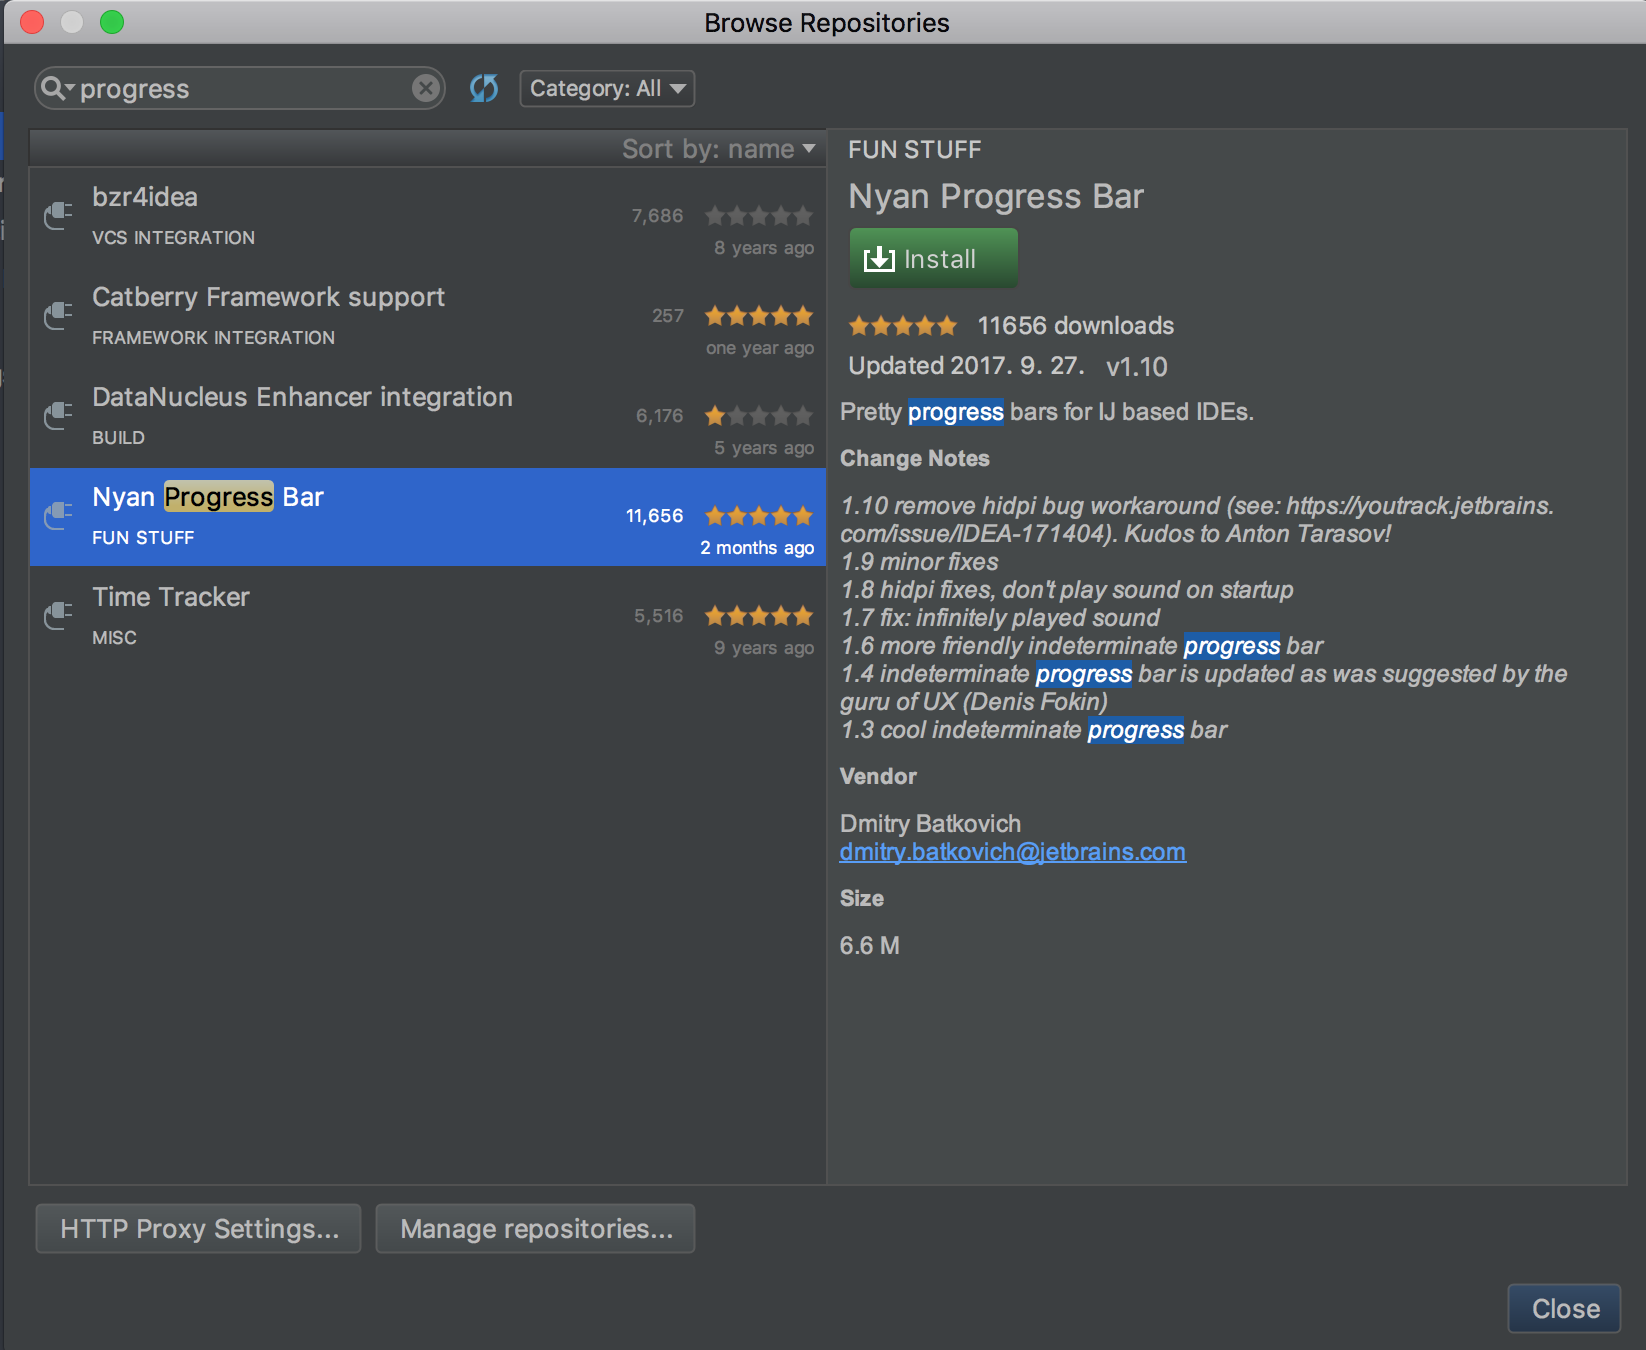 Browse Repositories
progress
Category: All
Sort by: name
bzr4idea
VCS INTEGRATION
7,686
8 years ago
Catberry Framework support
FRAMEWORK INTEGRATION
257
one year ago
DataNucleus Enhancer integration
BUILD
6,176
5 years ago
Nyan Progress Bar
FUN STUFF
11,656
2 months ago
Time Tracker
MISC
5,516
9 years ago
FUN STUFF
Nyan Progress Bar
Install
11656 downloads
Updated 2017. 9. 27. v1.10
Pretty progress bars for IJ based IDEs.
Change Notes
1.10 remove hidpi bug workaround (see: https://youtrack.jetbrains.
com/issue/IDEA-171404). Kudos to Anton Tarasov!
1.9 minor fixes
1.8 hidpi fixes, don't play sound on startup
1.7 fix: infinitely played sound
1.6 more friendly indeterminate progress bar
1.4 indeterminate progress bar is updated as was suggested by the
guru of UX (Denis Fokin)
1.3 cool indeterminate progress bar
Vendor
Dmitry Batkovich
dmitry.batkovich@jetbrains.com
Size
6.6 M
HTTP Proxy Settings...
Manage repositories...
Close